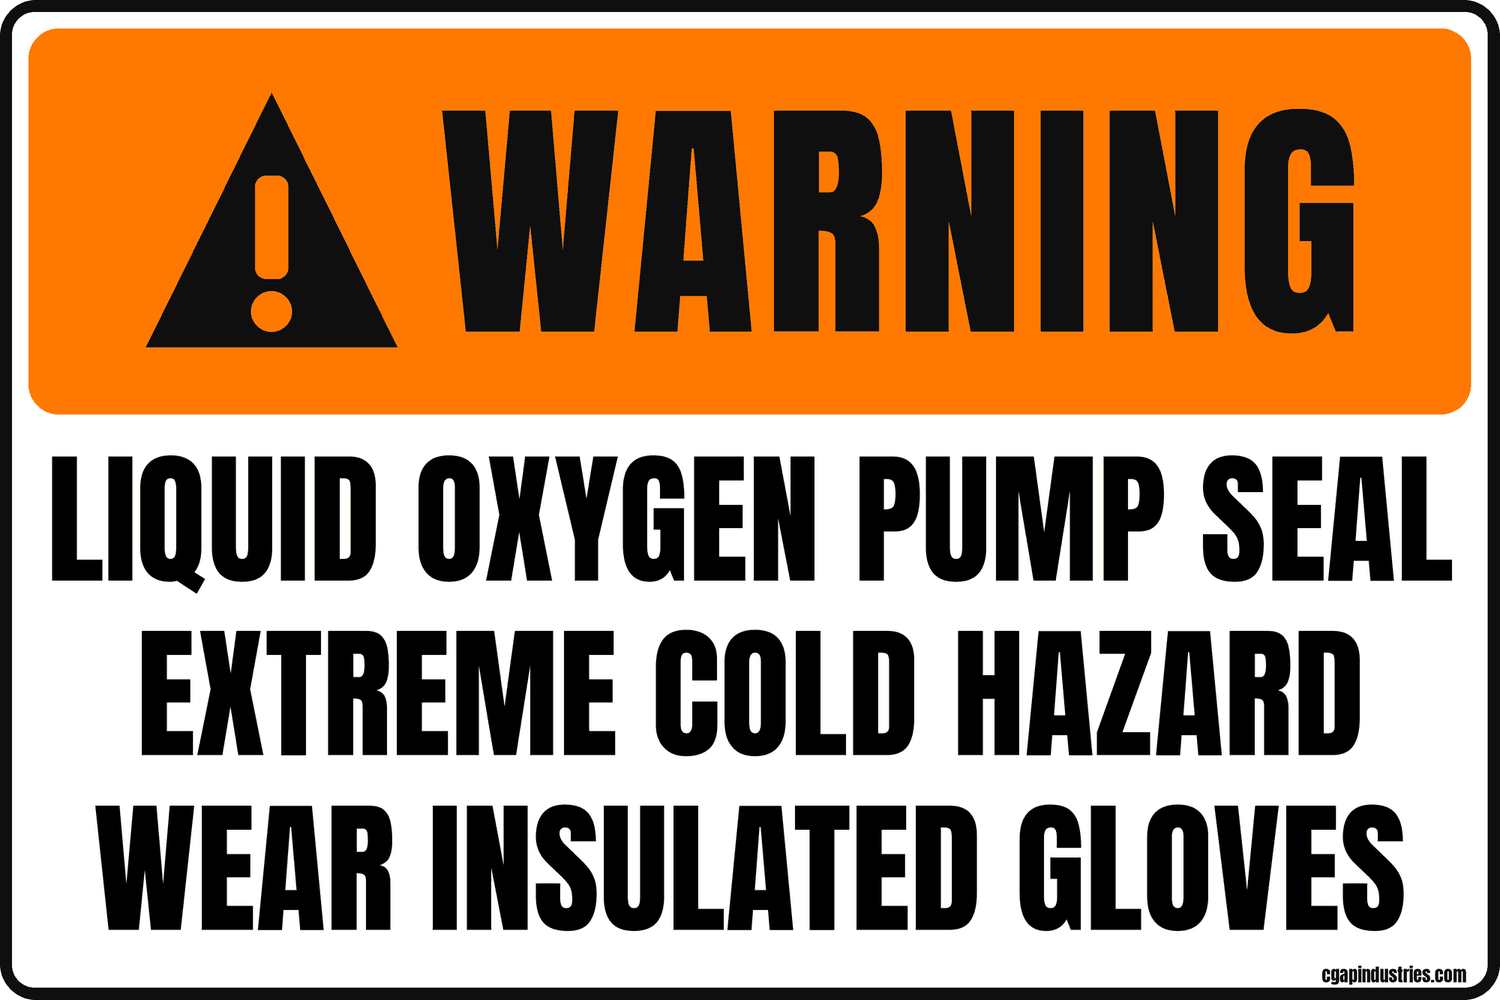 WARNING
LIQUID OXYGEN PUMP SEAL
EXTREME COLD HAZARD
WEAR INSULATED GLOVES
cgapindustries.com